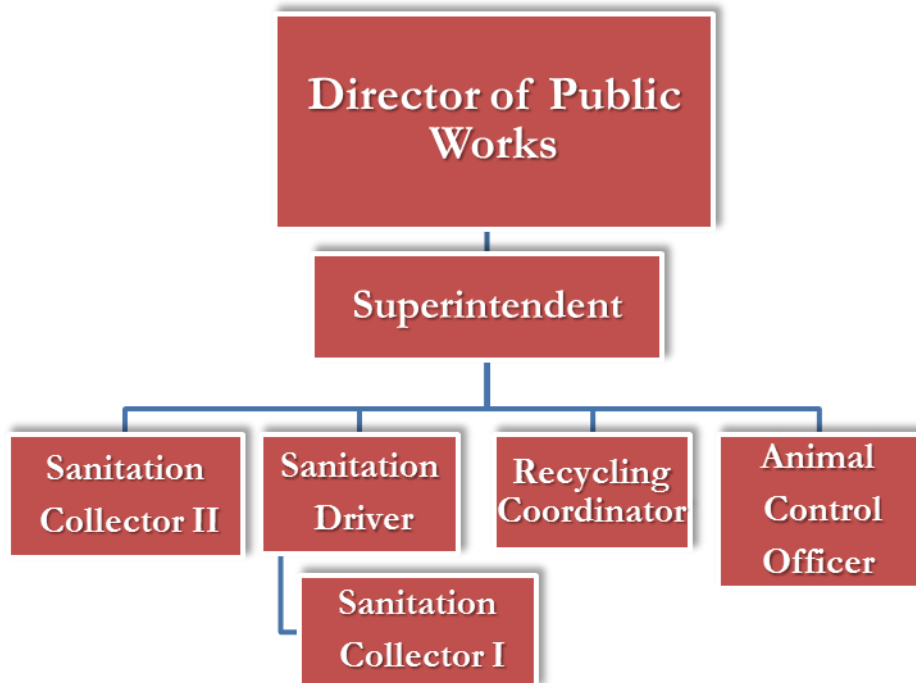 Director of Public
Works
Superintendent
Sanitation
Collector II
Sanitation
Driver
Recycling
Coordinator
Animal
Control
Officer
Sanitation
Collector I